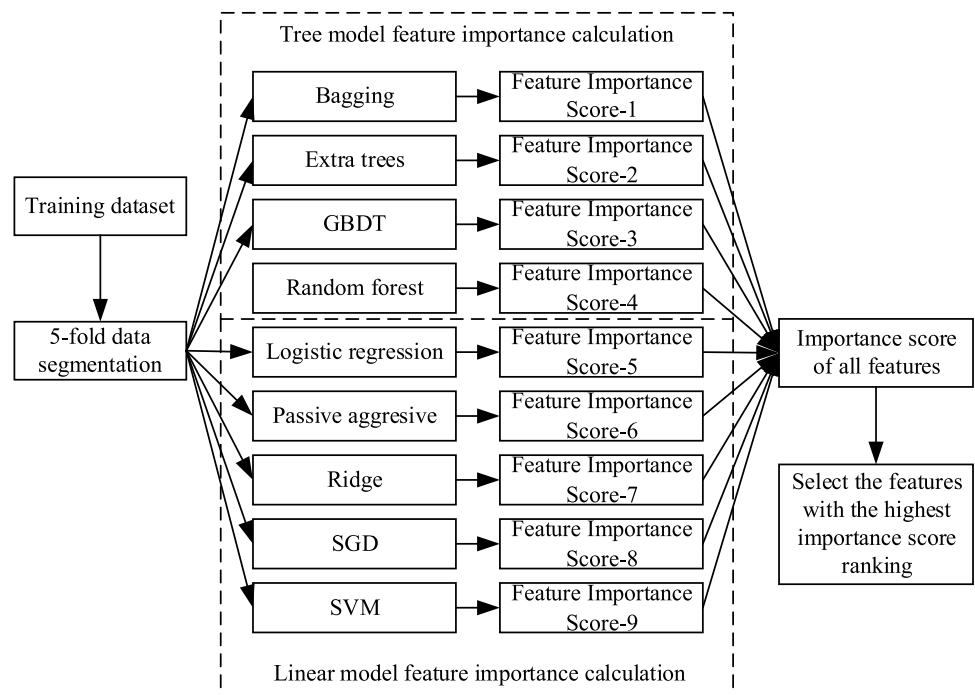 Tree model feature importance calculation
Bagging
Feature Importance
Score-1
Extra trees
Feature Importance
Score-2
Training dataset
GBDT
Feature Importance
Score-3
Random forest
Feature Importance
Score-4
5-fold data
segmentation
Logistic regression
Feature Importance
Score-5
Importance score
of all features
Passive aggresive
Feature Importance
Score-6
Ridge
Feature Importance
Score-7
Select the features
with the highest
importance score
ranking
SGD
Feature Importance
Score-8
SVM
Feature Importance
Score-9
Linear model feature importance calculation